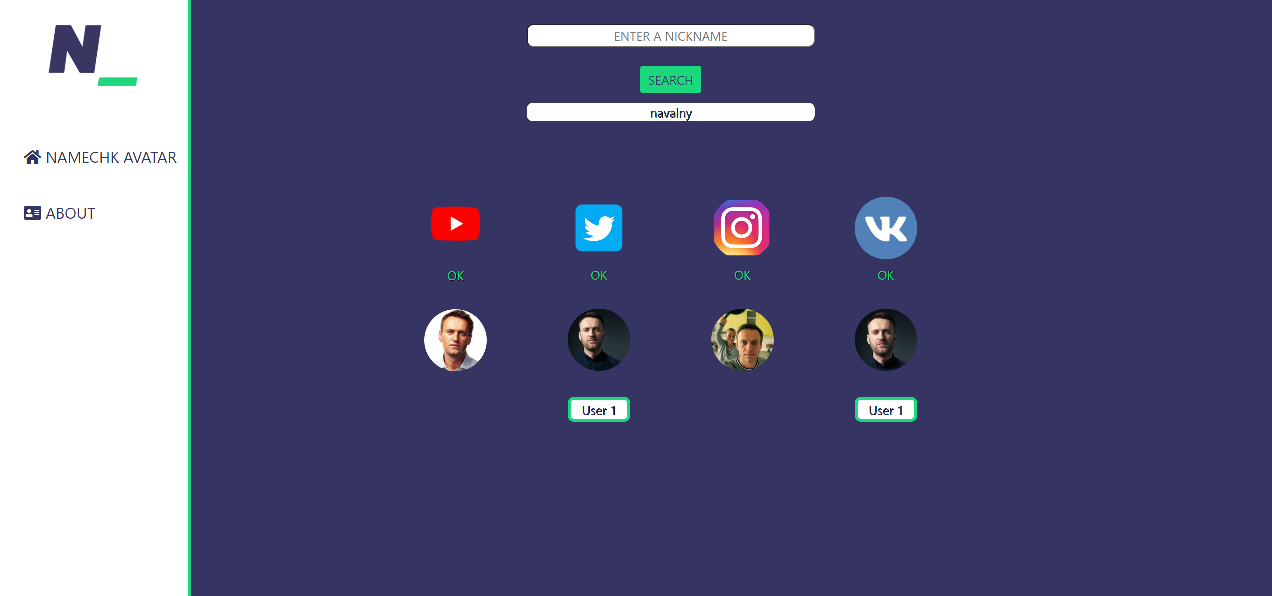 N_
ENTER A NICKNAME
SEARCH
navalny
NAMECHK AVATAR
ABOUT
OK OK OK OK
User 1 User 1